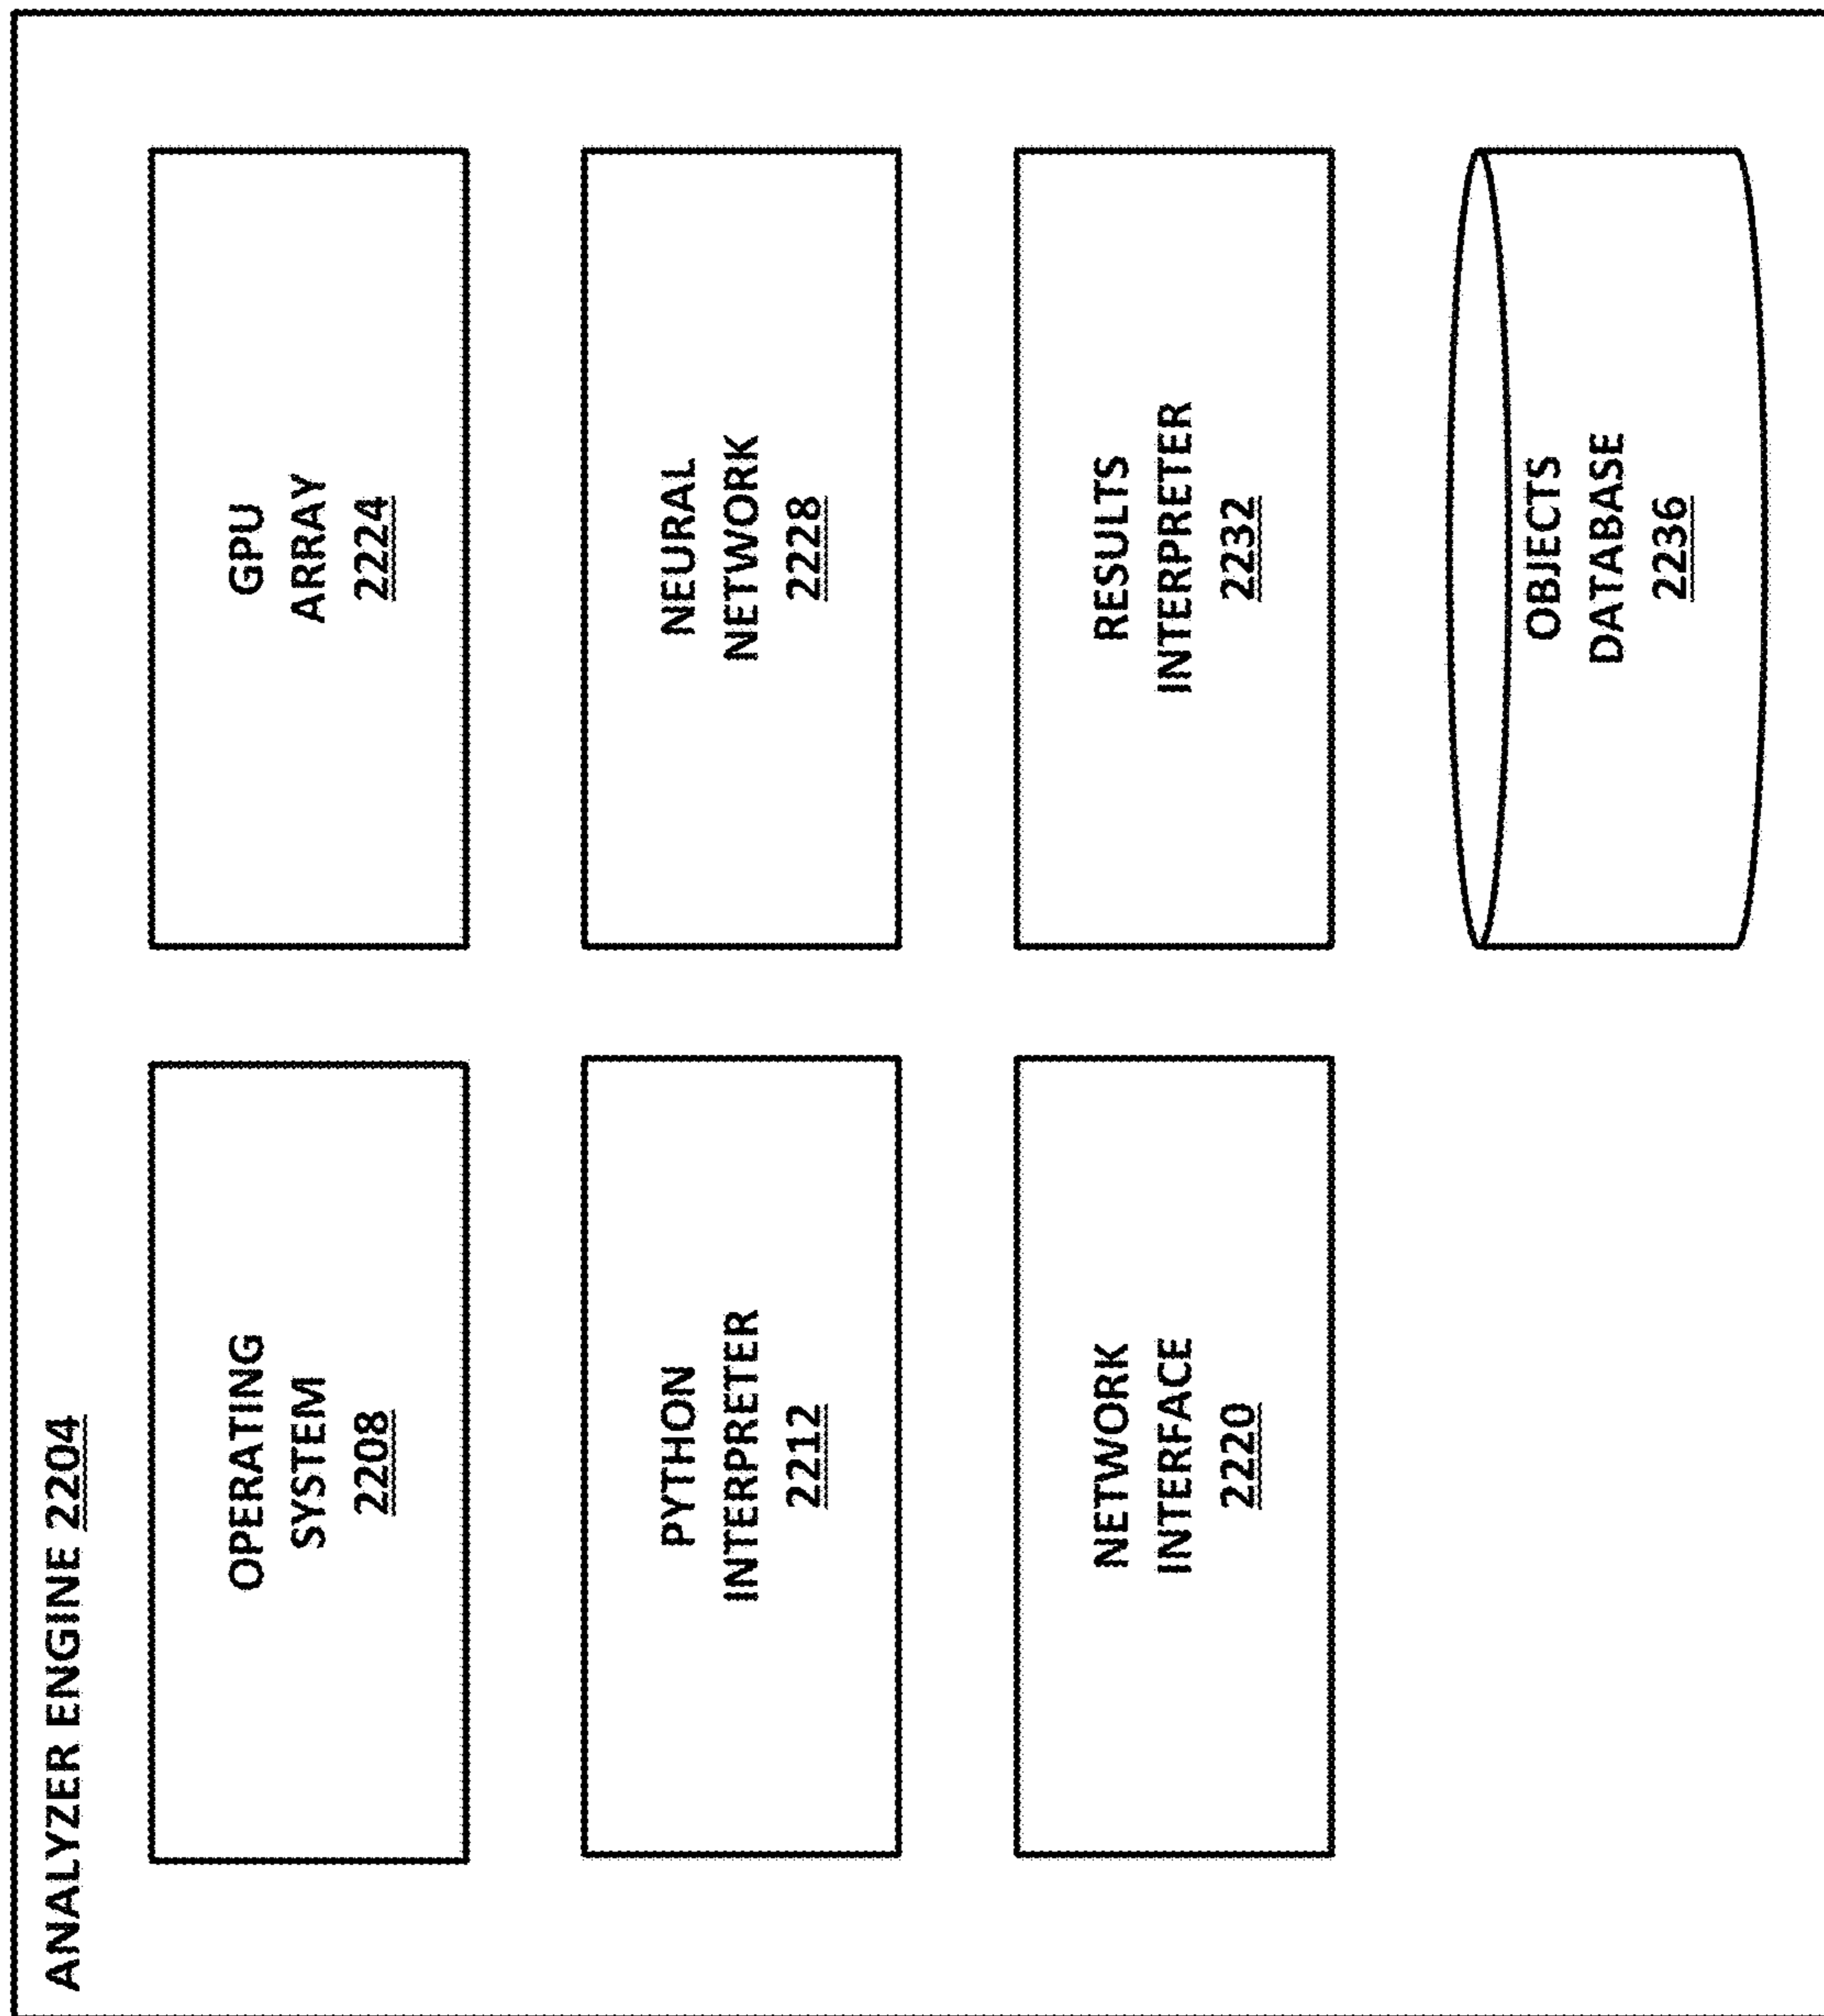 ANALYZER ENGINE 2204
OPERATING
SYSTEM
2208
PYTHON
INTERPRETER
2212
NETWORK
INTERFACE
2220
GPU
ARRAY
2224
NEURAL
NETWORK
2228
RESULTS
INTERPRETER
2232
OBJECTS
DATABASE
2236